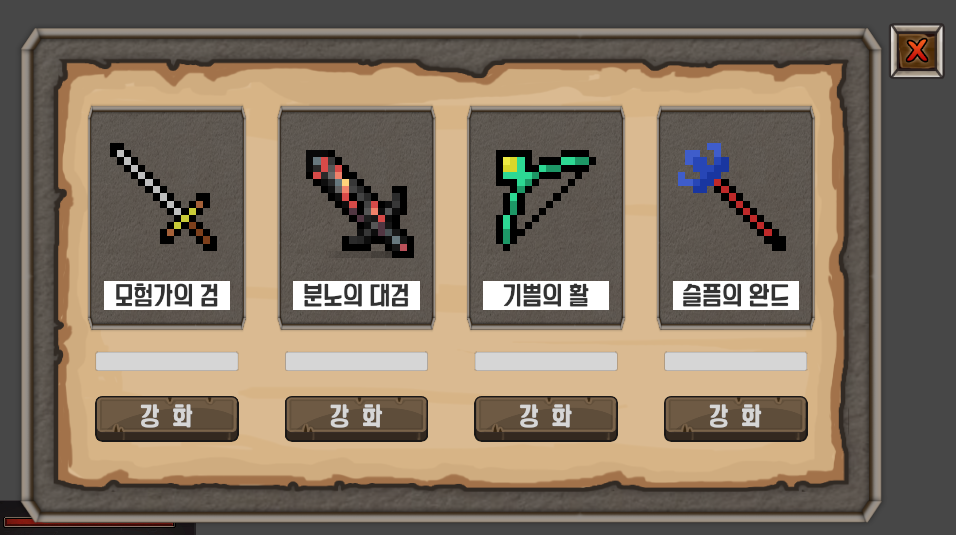 모험가의 검
분노의 대검
기쁨의 활
슬픔의 완드
강 화
강 화
강 화
강 화